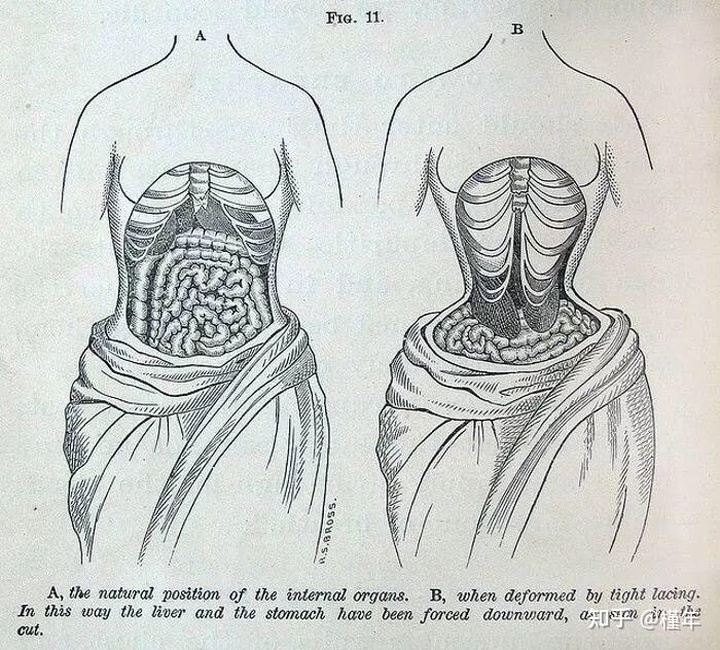 FIG. 11.
A
B
H.S.BROSS.
A, the natural position of the internal organs. B, when deformed by tight lacing.
In this way the liver and the stomach have been forced downward, as seen in the
cut.
知乎 @槿年